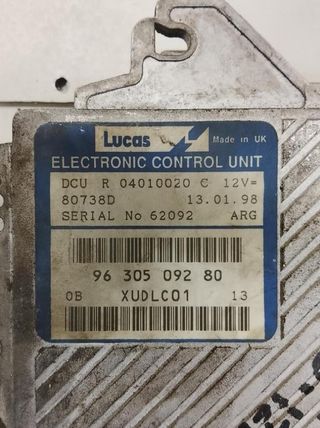 Lucas Made in UK
ELECTRONIC CONTROL UNIT
DCU R 04010020 C 12V=
80738D 13.01.98
SERIAL No 62092 ARG
96 305 092 80
0B XUDLC01 13